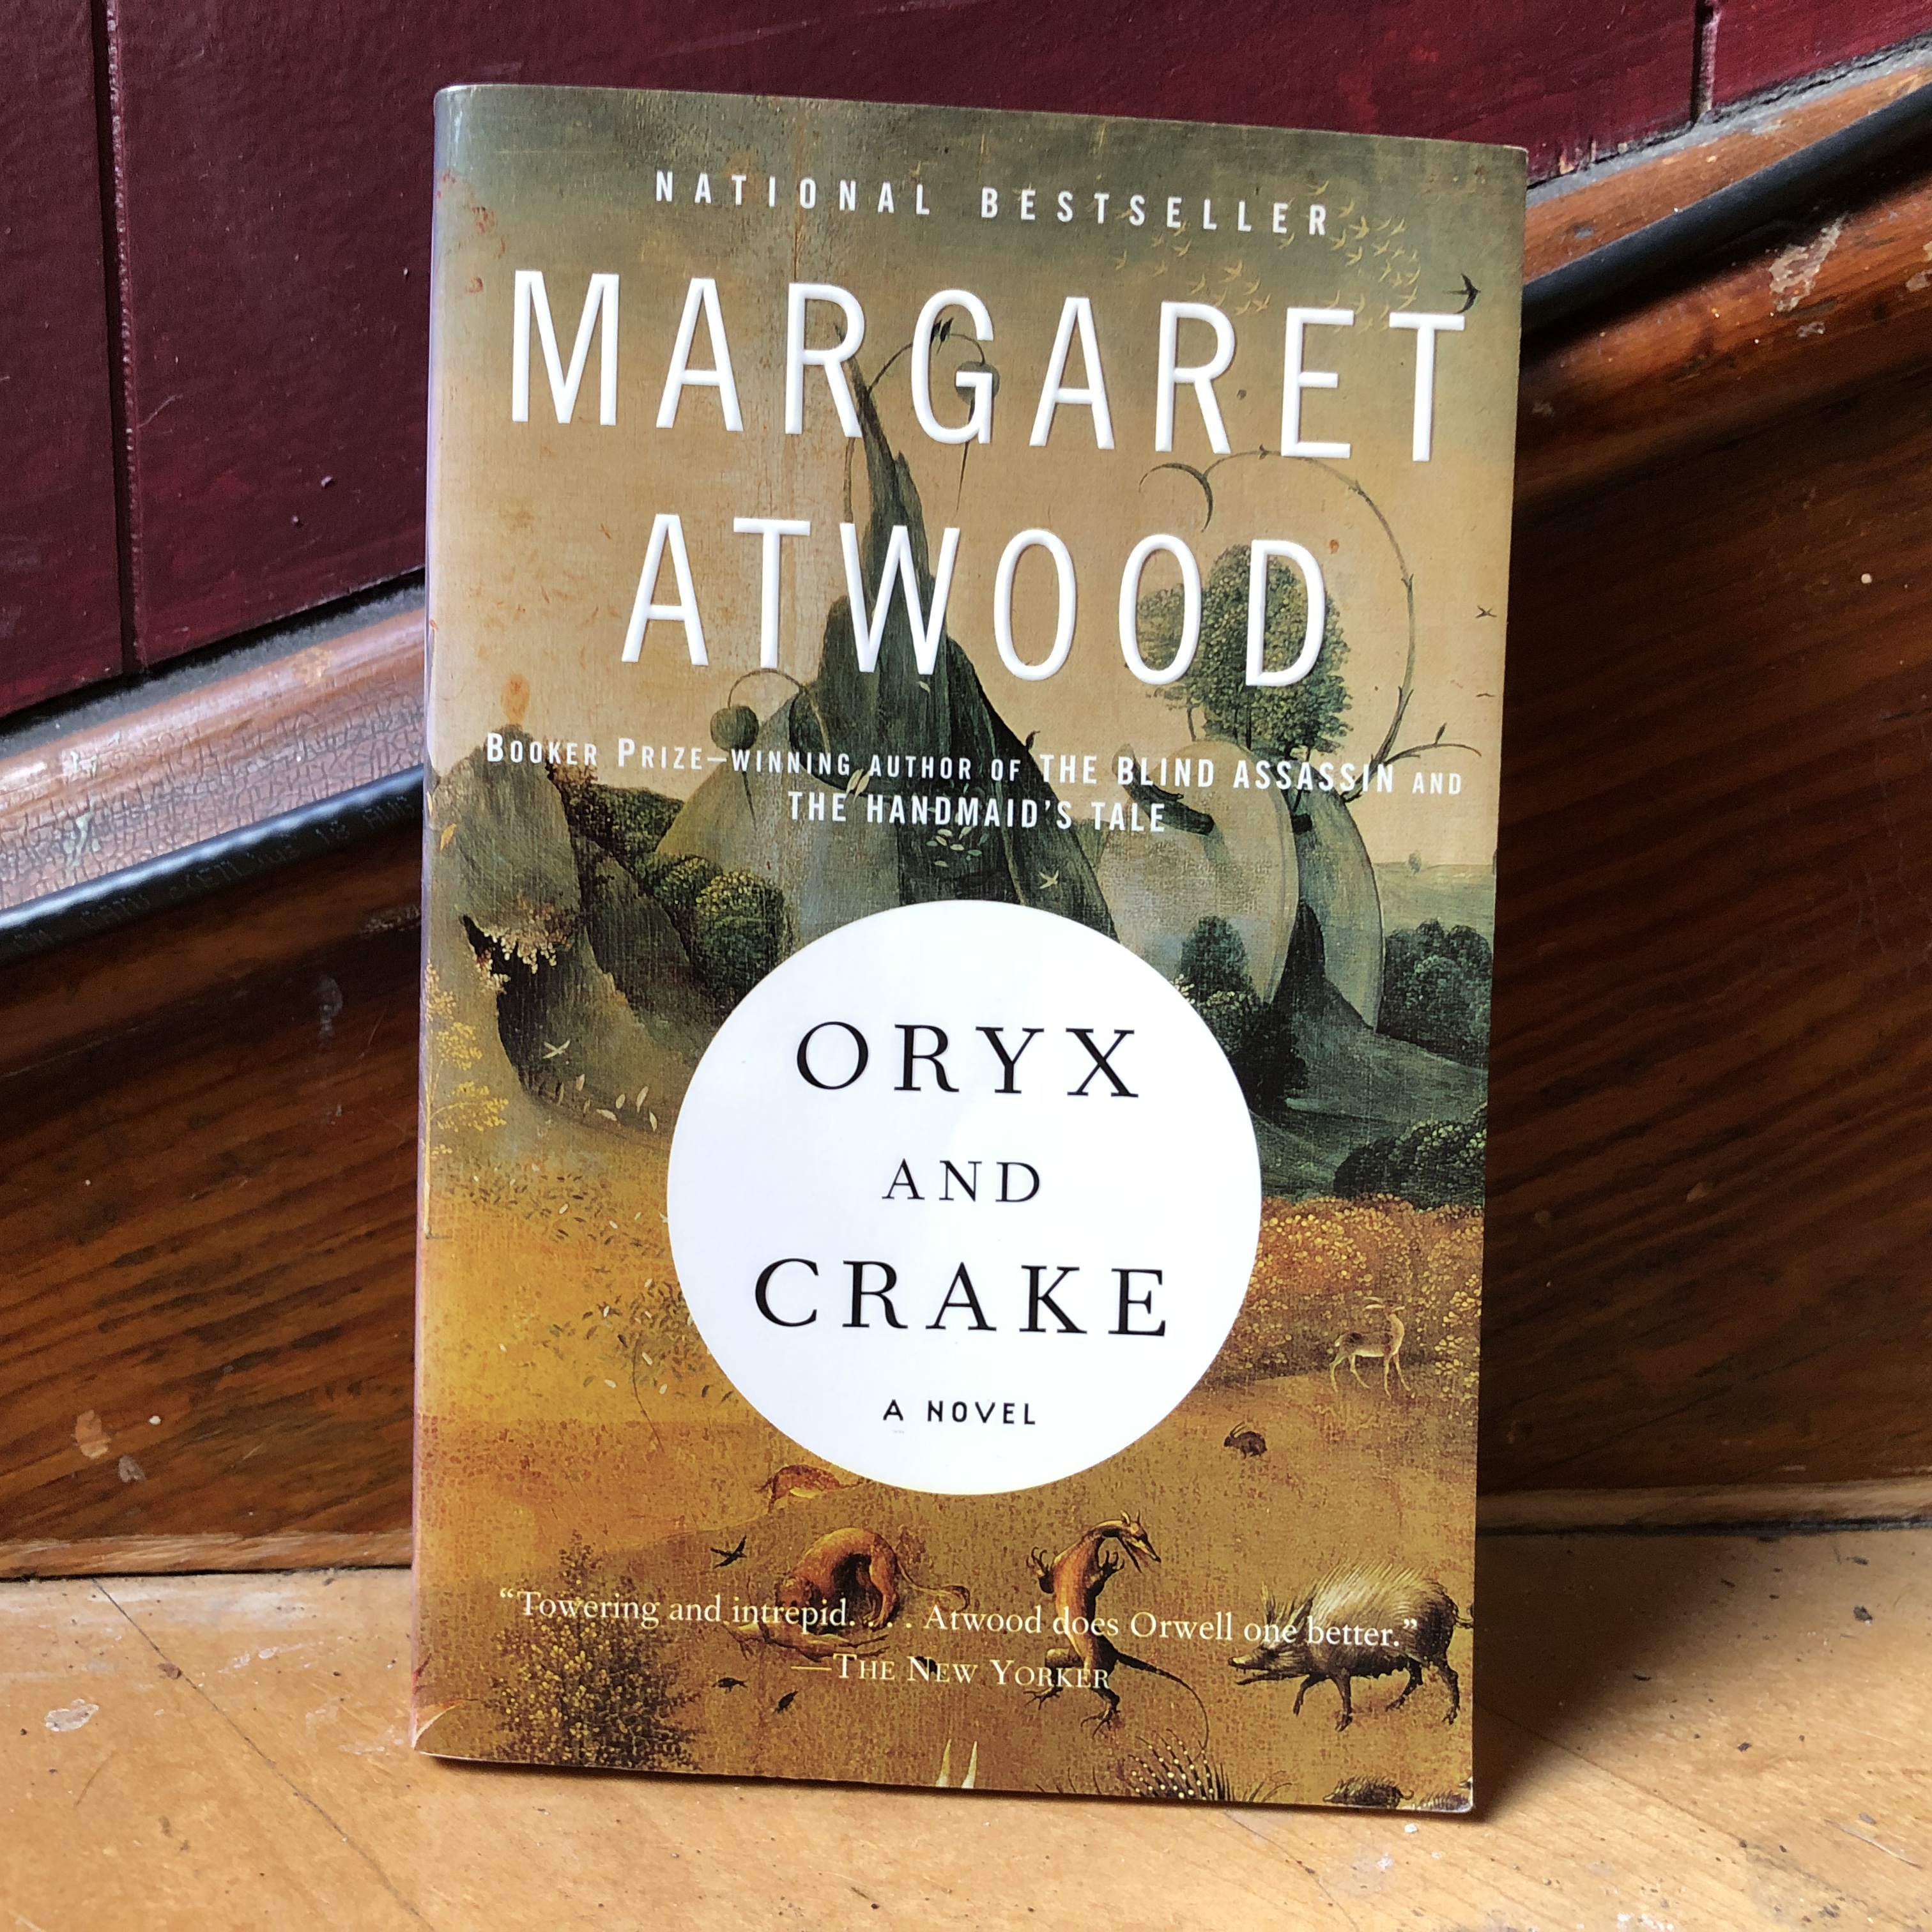 NATIONAL BESTSELLER
MARGARET
ATWOOD
BOOKER PRIZE–WINNING AUTHOR OF THE BLIND ASSASSIN AND
THE HANDMAID'S TALE
ORYX
AND
CRAKE
A NOVEL
“Towering and intrepid. . . . Atwood does Orwell one better.”
—THE NEW YORKER